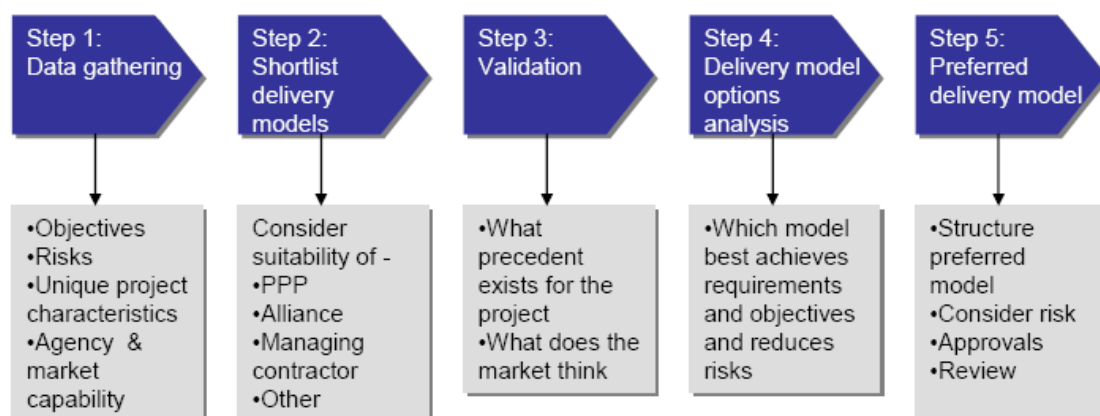 Step 1:
Data gathering
Step 2:
Shortlist
delivery
models
Step 3:
Validation
Step 4:
Delivery model
options
analysis
Step 5:
Preferred
delivery model
•Objectives
•Risks
•Unique project
characteristics
•Agency & 
market
capability
Consider
suitability of -
•PPP
•Alliance
•Managing
contractor
•Other
•What
precedent
exists for the
project
•What does the
market think
•Which model
best achieves
requirements
and objectives
and reduces
risks
•Structure
preferred
model
•Consider risk
•Approvals
•Review